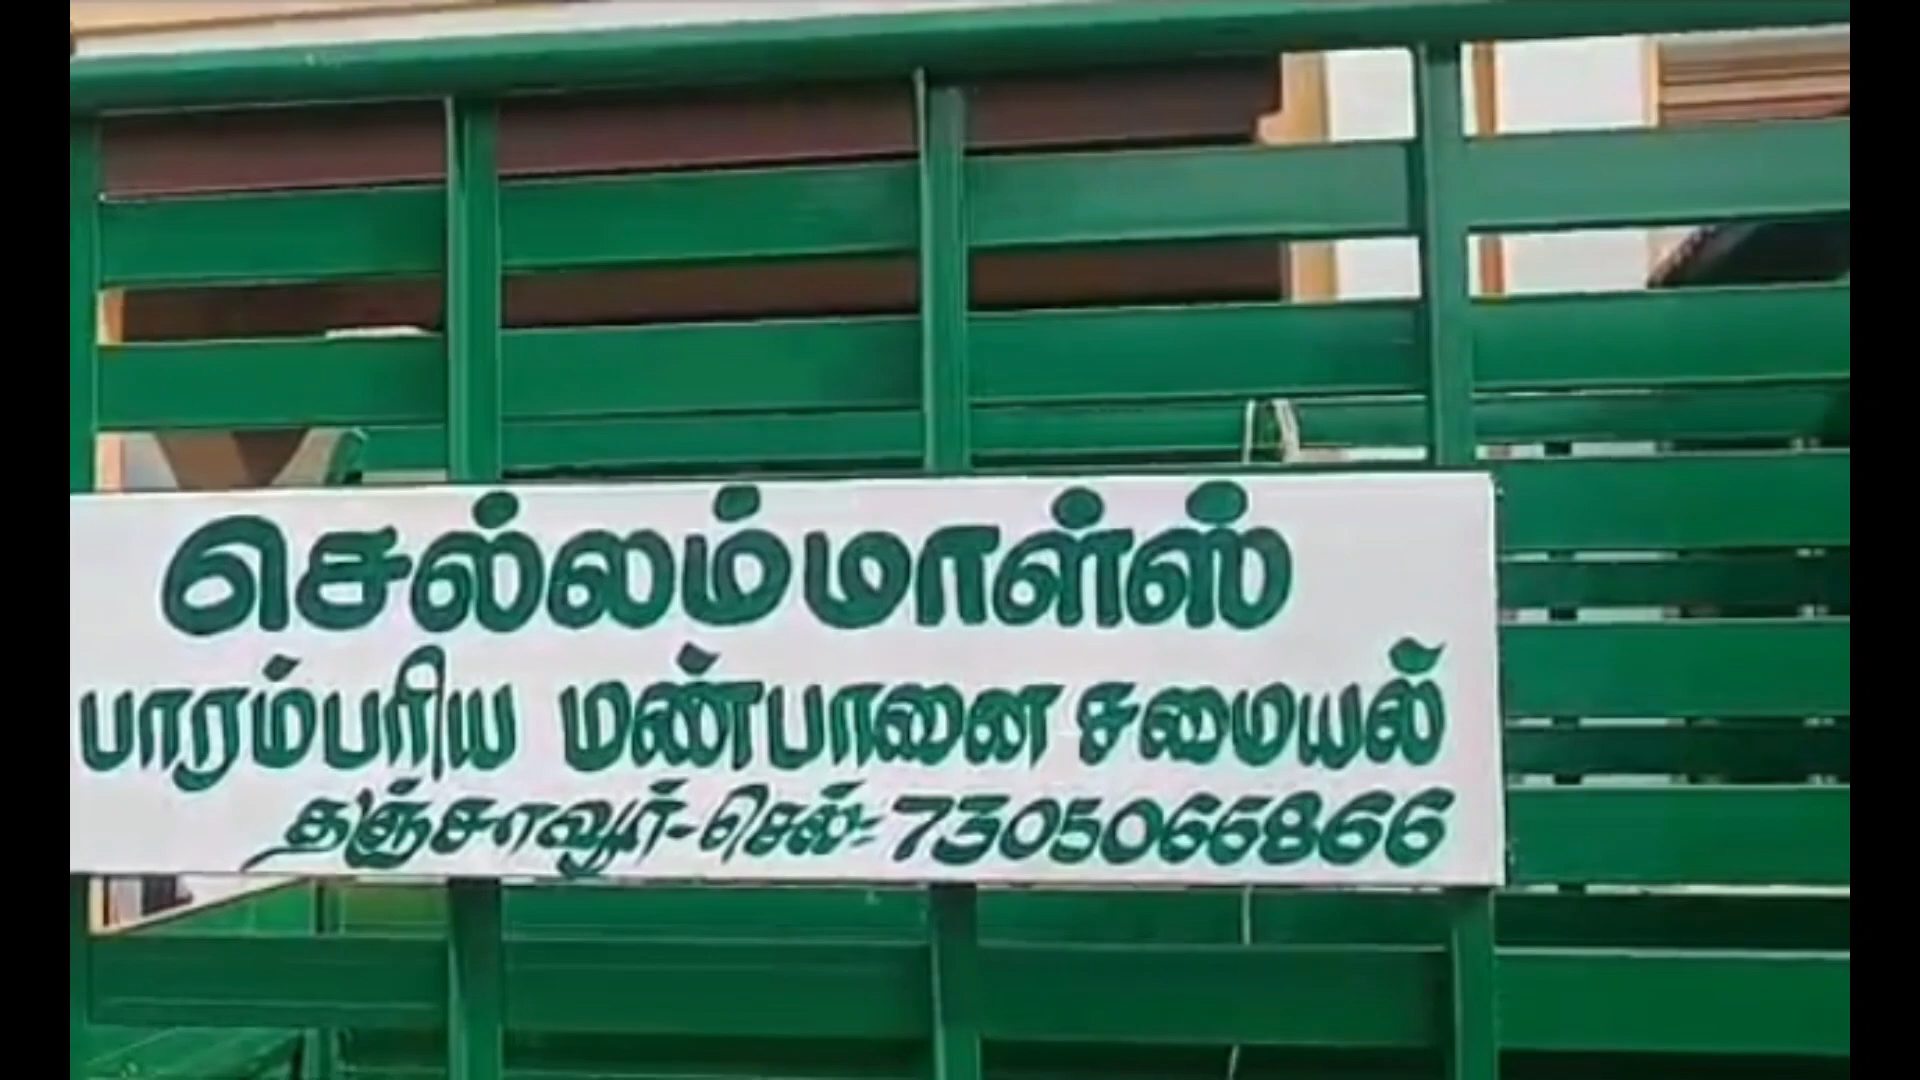 செல்லம்மாள்ஸ்
பாரம்பரிய மண்பானை சமையல்
தஞ்சாவூர்-செல்: 7305066866